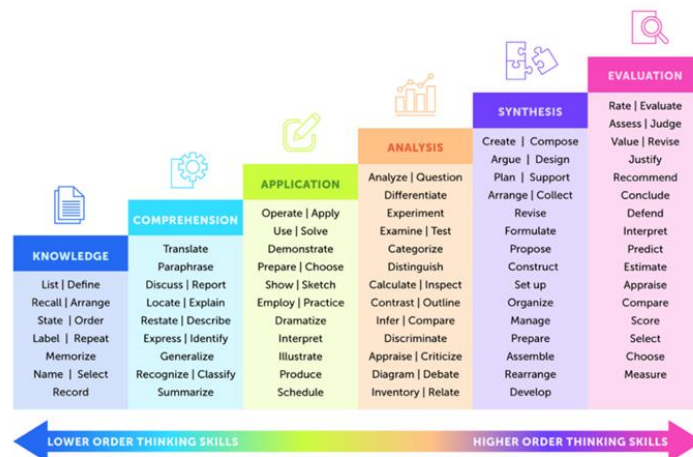 KNOWLEDGE
List | Define
Recall | Arrange
State | Order
Label | Repeat
Memorize
Name | Select
Record
COMPREHENSION
Translate
Paraphrase
Discuss | Report
Locate | Explain
Restate | Describe
Express | Identify
Generalize
Recognize | Classify
Summarize
APPLICATION
Operate | Apply
Use | Solve
Demonstrate
Prepare | Choose
Show | Sketch
Employ | Practice
Dramatize
Interpret
Illustrate
Produce
Schedule
ANALYSIS
Analyze | Question
Differentiate
Experiment
Examine | Test
Categorize
Distinguish
Calculate | Inspect
Contrast | Outline
Infer | Compare
Discriminate
Appraise | Criticize
Diagram | Debate
Inventory | Relate
SYNTHESIS
Create | Compose
Argue | Design
Plan | Support
Arrange | Collect
Revise
Formulate
Propose
Construct
Set up
Organize
Manage
Prepare
Assemble
Rearrange
Develop
EVALUATION
Rate | Evaluate
Assess | Judge
Value | Revise
Justify
Recommend
Conclude
Defend
Interpret
Predict
Estimate
Appraise
Compare
Score
Select
Choose
Measure
LOWER ORDER THINKING SKILLS
HIGHER ORDER THINKING SKILLS